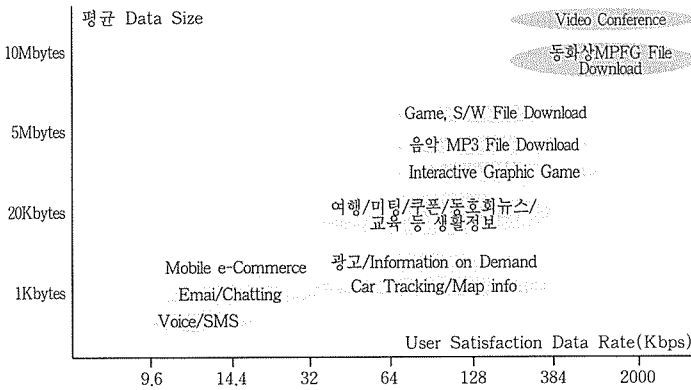 평균 Data Size
Video Conference
10Mbytes
동화상MPFG File
Download
Game, S/W File Download
5Mbytes
음악 MP3 File Download
Interactive Graphic Game
20Kbytes
여행/미팅/쿠폰/동호회뉴스/
교육 등 생활정보
Mobile e-Commerce
광고/Information on Demand
1Kbytes
Emai/Chatting
Car Tracking/Map info
Voice/SMS
User Satisfaction Data Rate(Kbps)
9.6 14.4 32 64 128 384 2000